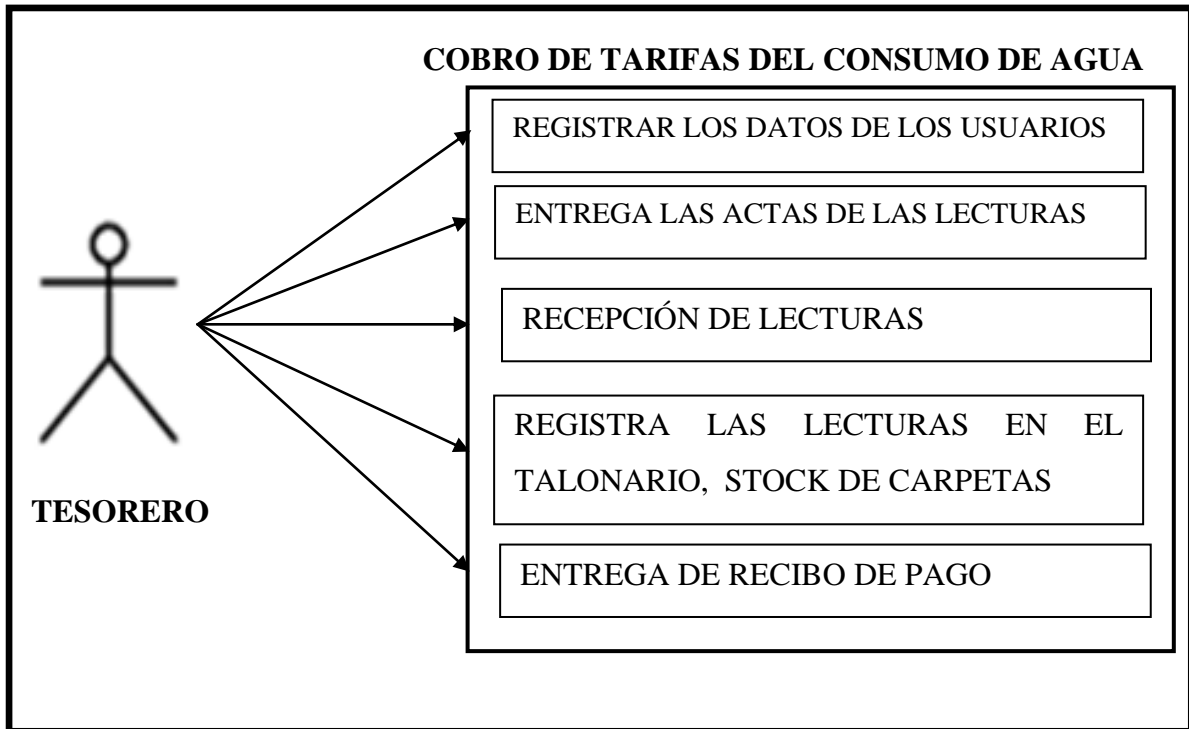 COBRO DE TARIFAS DEL CONSUMO DE AGUA
REGISTRAR LOS DATOS DE LOS USUARIOS
ENTREGA LAS ACTAS DE LAS LECTURAS
RECEPCIÓN DE LECTURAS
REGISTRA LAS LECTURAS EN EL
TALONARIO, STOCK DE CARPETAS
ENTREGA DE RECIBO DE PAGO
TESORERO